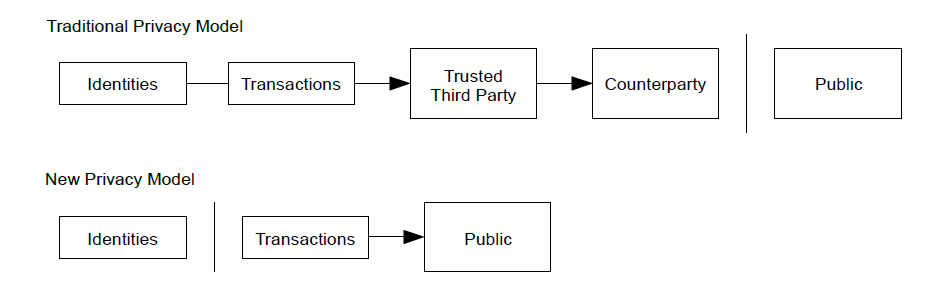 Traditional Privacy Model
Identities
Transactions
Trusted
Third Party
Counterparty
Public
New Privacy Model
Identities
Transactions
Public